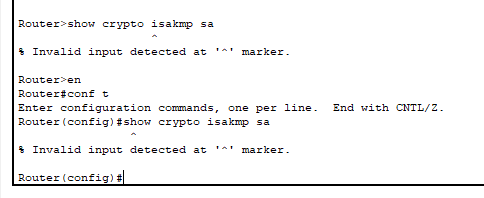 Router>show crypto isakmp sa
                   ^
% Invalid input detected at '^' marker.
Router>en
Router#conf t
Enter configuration commands, one per line.  End with CNTL/Z.
Router(config)#show crypto isakmp sa
                ^
% Invalid input detected at '^' marker.
Router(config)#